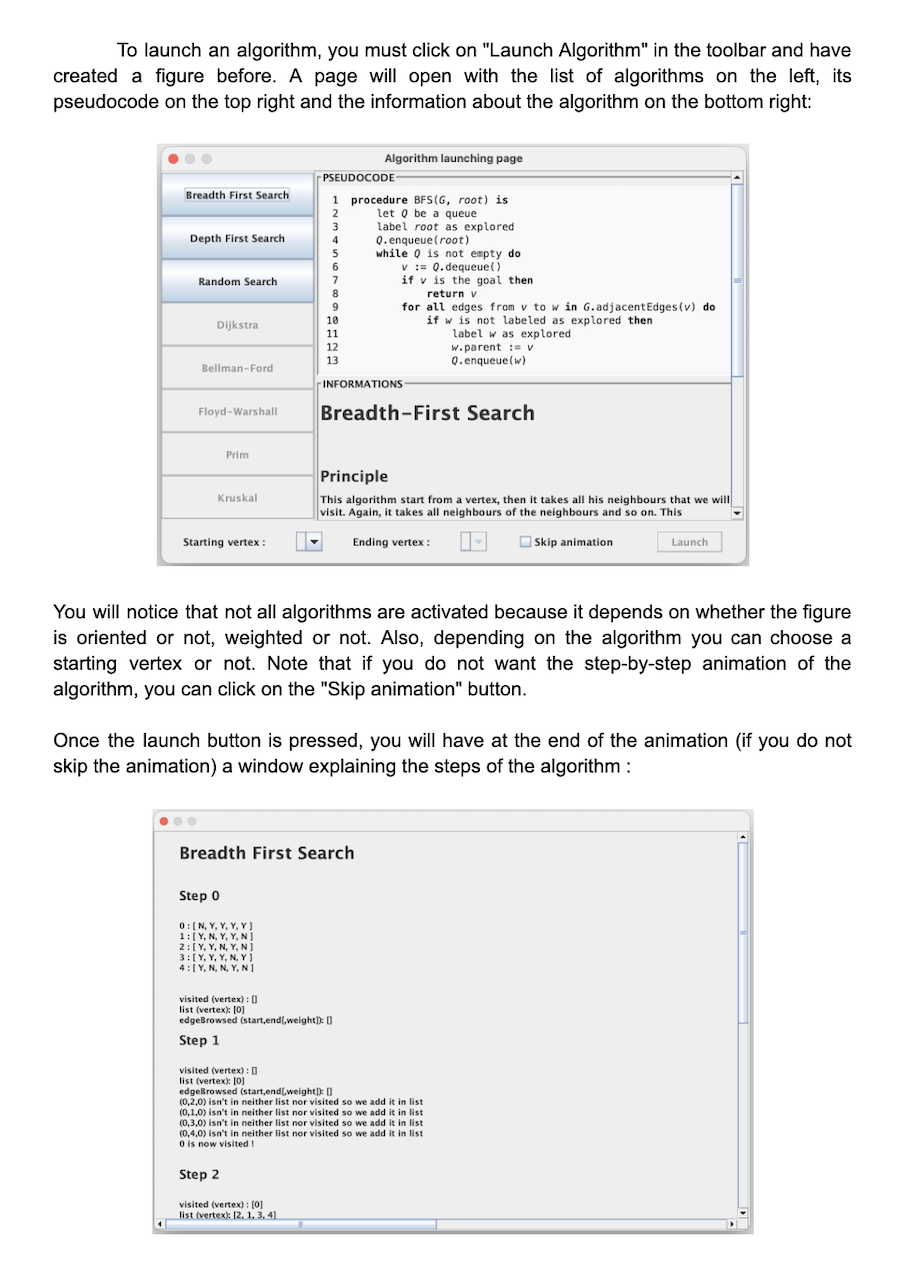 To launch an algorithm, you must click on "Launch Algorithm" in the toolbar and have
created a figure before. A page will open with the list of algorithms on the left, its
pseudocode on the top right and the information about the algorithm on the bottom right:
Algorithm launching page
Breadth First Search
Depth First Search
Random Search
Dijkstra
Bellman-Ford
Floyd-Warshall
Prim
Kruskal
PSEUDOCODE
1 procedure BFS(G, root) is
2 let Q be a queue
3 label root as explored
4 Q.enqueue(root)
5 while Q is not empty do
6 v := Q.dequeue()
7 if v is the goal then
8 return v
9 for all edges from v to w in G.adjacentEdges(v) do
10 if w is not labeled as explored then
11 label w as explored
12 w.parent := v
13 Q.enqueue(w)
INFORMATIONS
Breadth-First Search
Principle
This algorithm start from a vertex, then it takes all his neighbours that we will
visit. Again, it takes all neighbours of the neighbours and so on. This
Starting vertex : Ending vertex : Skip animation Launch
You will notice that not all algorithms are activated because it depends on whether the figure
is oriented or not, weighted or not. Also, depending on the algorithm you can choose a
starting vertex or not. Note that if you do not want the step-by-step animation of the
algorithm, you can click on the "Skip animation" button.
Once the launch button is pressed, you will have at the end of the animation (if you do not
skip the animation) a window explaining the steps of the algorithm :
Breadth First Search
Step 0
0 : [ N, Y, Y, Y, Y ]
1 : [ Y, N, Y, Y, N ]
2 : [ Y, Y, N, Y, N ]
3 : [ Y, Y, Y, N, Y ]
4 : [ Y, N, N, Y, N ]
visited (vertex) : []
list (vertex): [0]
edgeBrowsed (start,end[,weight]): []
Step 1
visited (vertex) : []
list (vertex): [0]
edgeBrowsed (start,end[,weight]): []
(0,2,0) isn't in neither list nor visited so we add it in list
(0,1,0) isn't in neither list nor visited so we add it in list
(0,3,0) isn't in neither list nor visited so we add it in list
(0,4,0) isn't in neither list nor visited so we add it in list
0 is now visited !
Step 2
visited (vertex) : [0]
list (vertex): [2, 1, 3, 4]